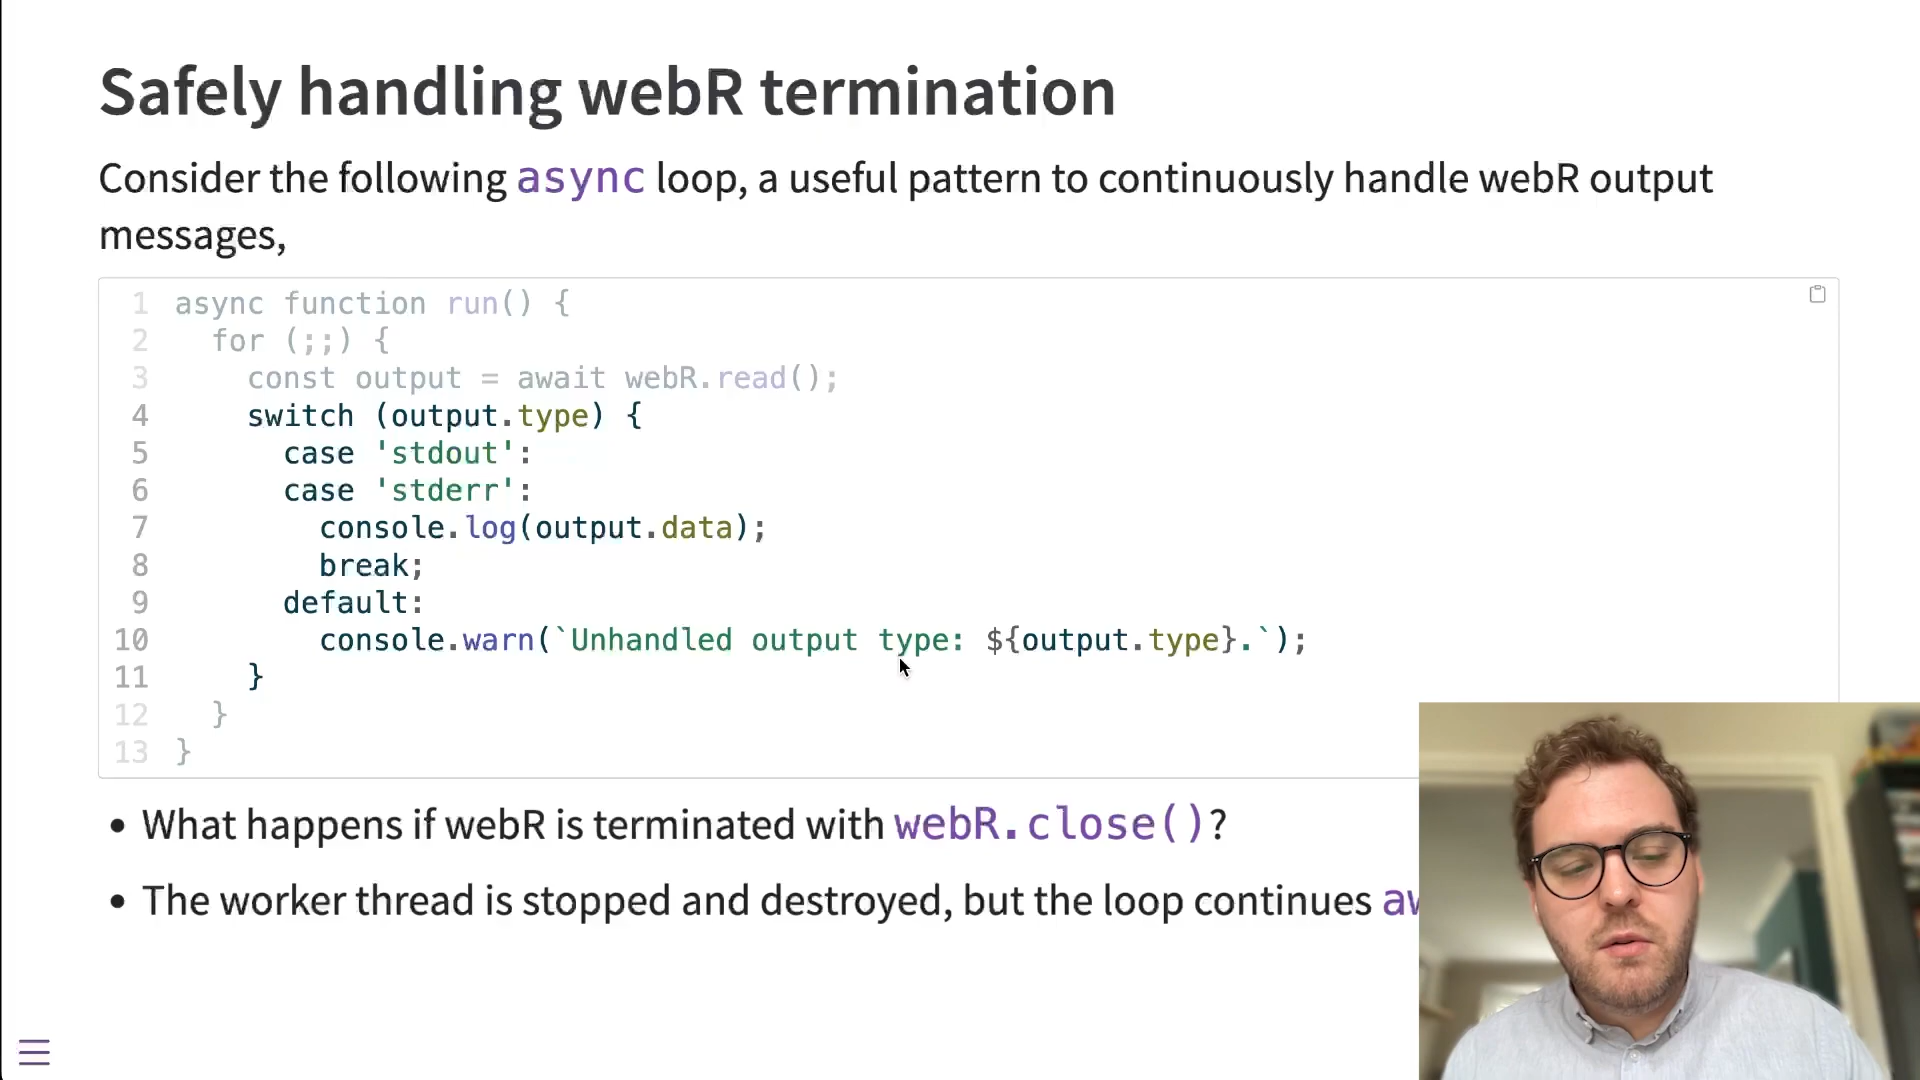 Safely handling webR termination
Consider the following async loop, a useful pattern to continuously handle webR output
messages,
1 async function run() {
2   for (;;) {
3     const output = await webR.read();
4     switch (output.type) {
5       case 'stdout':
6       case 'stderr':
7         console.log(output.data);
8         break;
9       default:
10         console.warn(`Unhandled output type: ${output.type}.`);
11     }
12   }
13 }
• What happens if webR is terminated with webR.close()?
• The worker thread is stopped and destroyed, but the loop continues